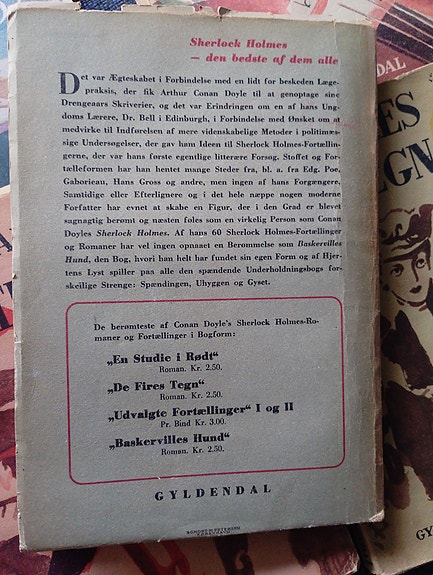 Sherlock Holmes
— den bedste af dem alle
Det var Ægteskabet i Forbindelse med en lidt for beskeden Læge-
praksis, der fik Arthur Conan Doyle til at genoptage sine
Drengeaars Skriverier, og det var Erindringen om en af hans Ung-
doms Lærere, Dr. Bell i Edinburgh, i Forbindelse med Ønsket om at
medvirke til Indførelsen af mere videnskabelige Metoder i politimæs-
sige Undersøgelser, der gav ham Ideen til Sherlock Holmes-Fortællin-
gerne, der var hans første egentlige litterære Forsøg. Stoffet og For-
tælleformen har han hentet mange Steder fra, bl. a. fra Edg. Poe,
Gaboriau, Hans Gross og andre, men ingen af hans Forgængere,
Samtidige eller Efterlignere og i det hele næppe nogen moderne
Forfatter har evnet at skabe en Figur, der i den Grad er blevet
sagnagtig berømt og næsten føles som en virkelig Person som Conan
Doyles Sherlock Holmes. Af hans 60 Sherlock Holmes-Fortællinger
og Romaner har vel ingen opnaaet en Berømmelse som Baskervilles
Hund, den Bog, hvori han helt har fundet sin egen Form og af Hjer-
tens Lyst spiller paa alle den spændende Underholdningsbogs for-
skeilige Strenge: Spændingen, Uhyggen og Gyset.
De berømteste af Conan Doyle's Sherlock Holmes-Ro-
maner og Fortællinger i Bogform:
„En Studie i Rødt"
Roman. Kr. 2.50.
„De Fires Tegn"
Roman. Kr. 2.50.
„Udvalgte Fortællinger" I og II
Pr. Bind Kr. 3.00.
„Baskervilles Hund"
Roman. Kr. 2.50.
GYLDENDAL
DAL
ES
EGN
GY